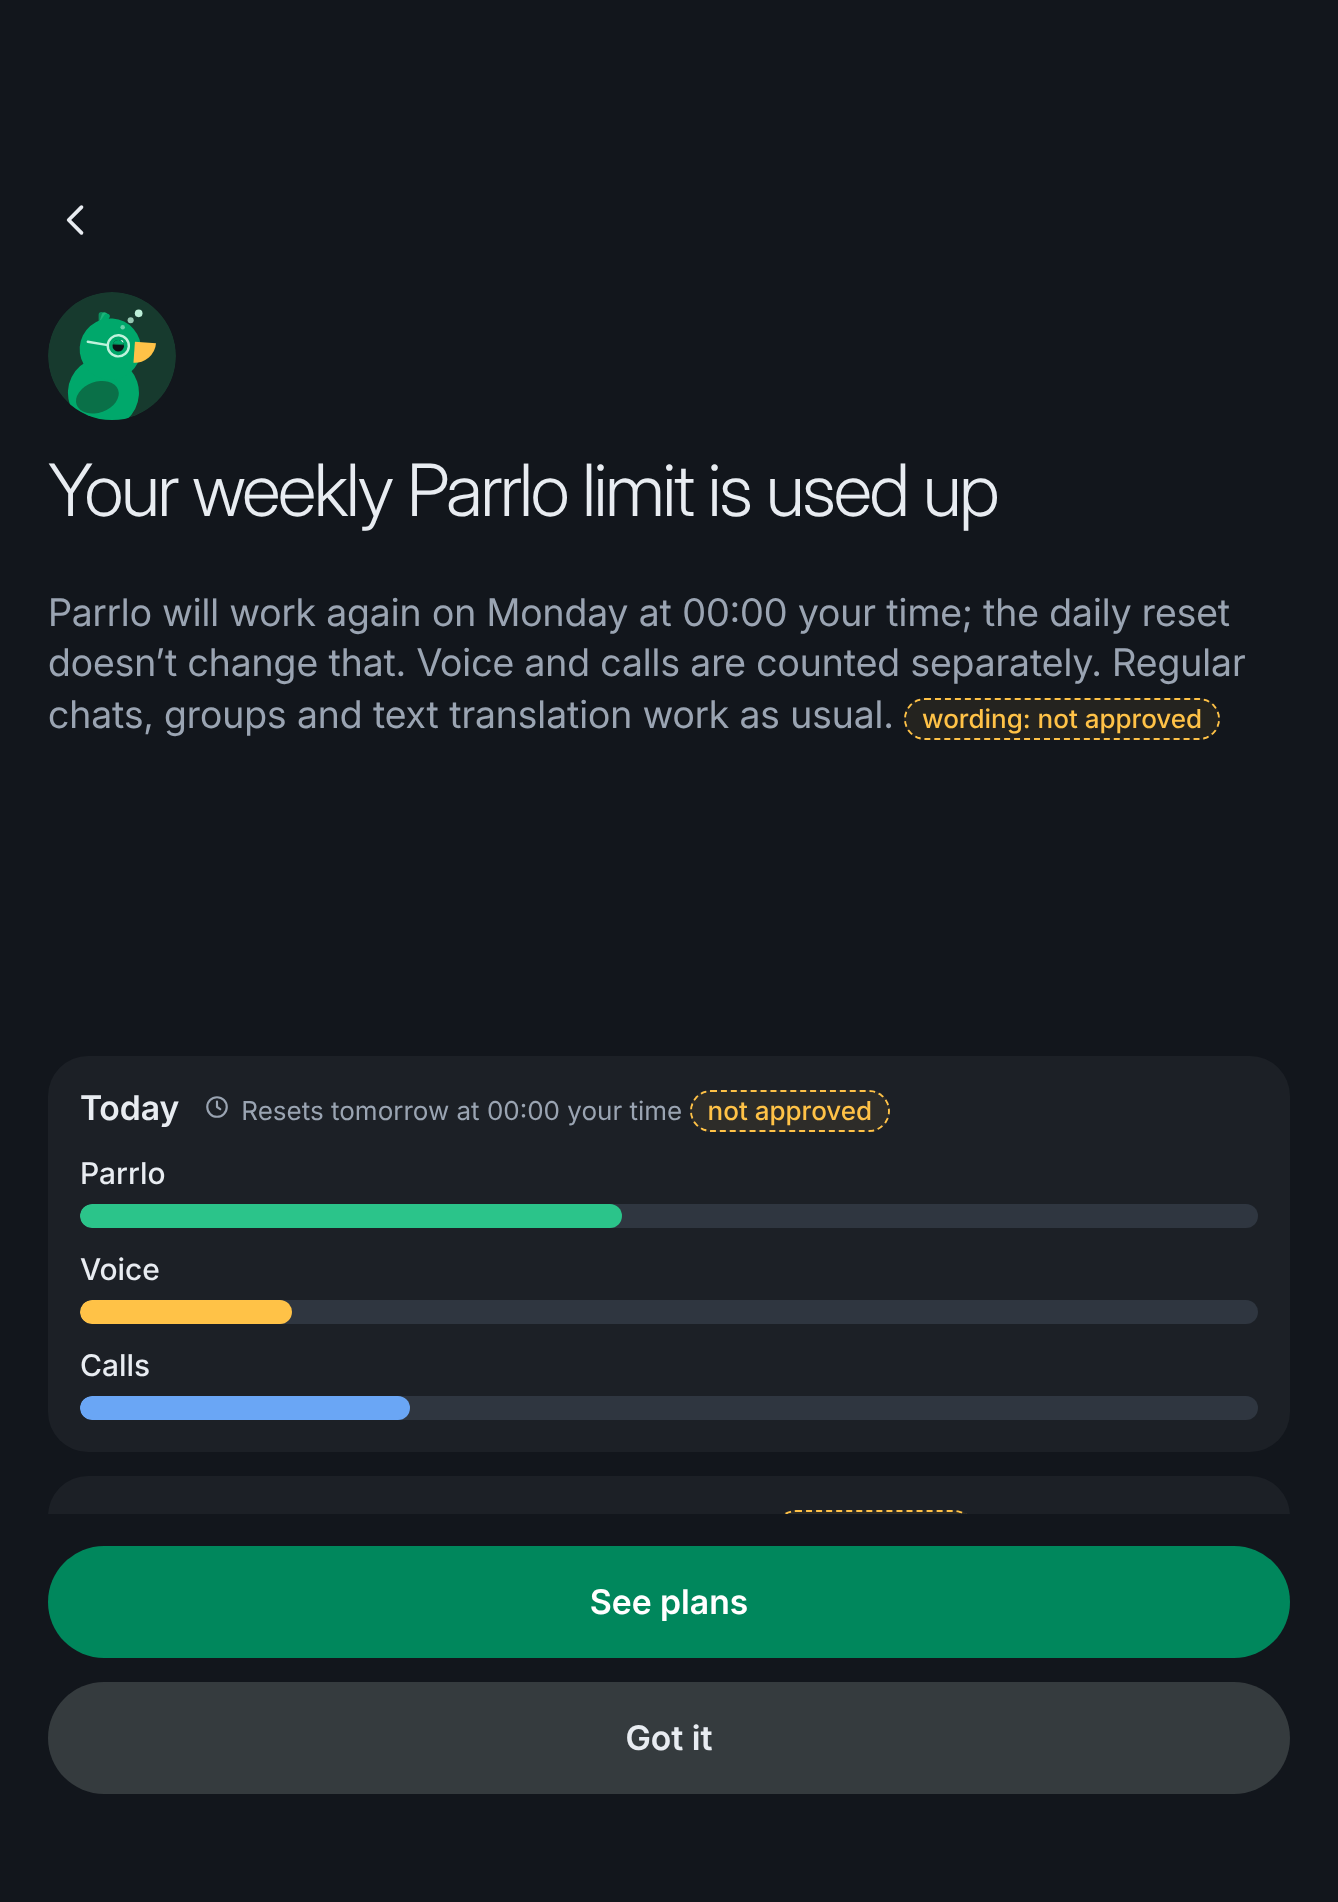 Your weekly Parrlo limit is used up
Parrlo will work again on Monday at 00:00 your time; the daily reset
doesn’t change that. Voice and calls are counted separately. Regular
chats, groups and text translation work as usual. wording: not approved
Today Resets tomorrow at 00:00 your time not approved
Parrlo
Voice
Calls
See plans
Got it